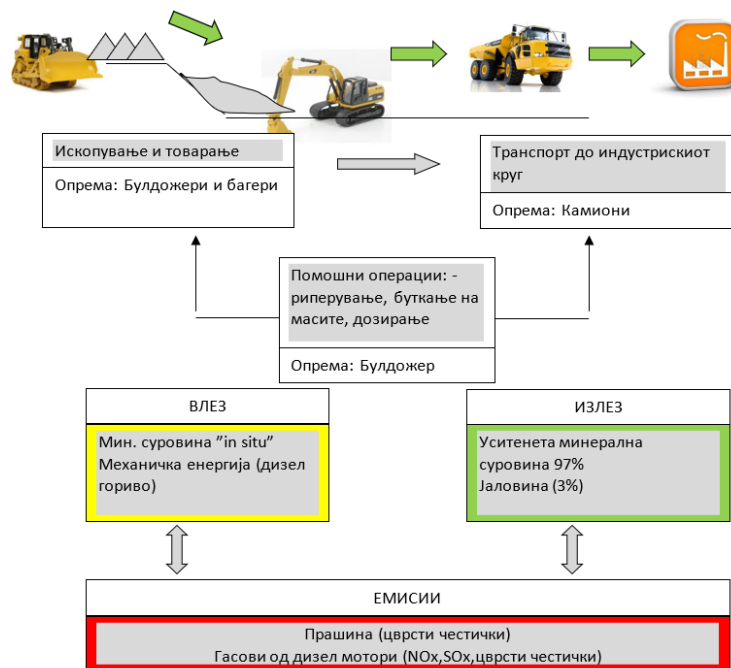 Ископување и товарање
Опрема: Булдожери и багери
Транспорт до индустрискиот
круг
Опрема: Камиони
Помошни операции: -
риперување, буткање на
масите, дозирање
Опрема: Булдожер
ВЛЕЗ
Мин. суровина ”in situ”
Механичка енергија (дизел
гориво)
ИЗЛЕЗ
Уситенета минерална
суровина 97%
Јаловина (3%)
ЕМИСИИ
Прашина (цврсти честички)
Гасови од дизел мотори (NOx,SOx,цврсти честички)